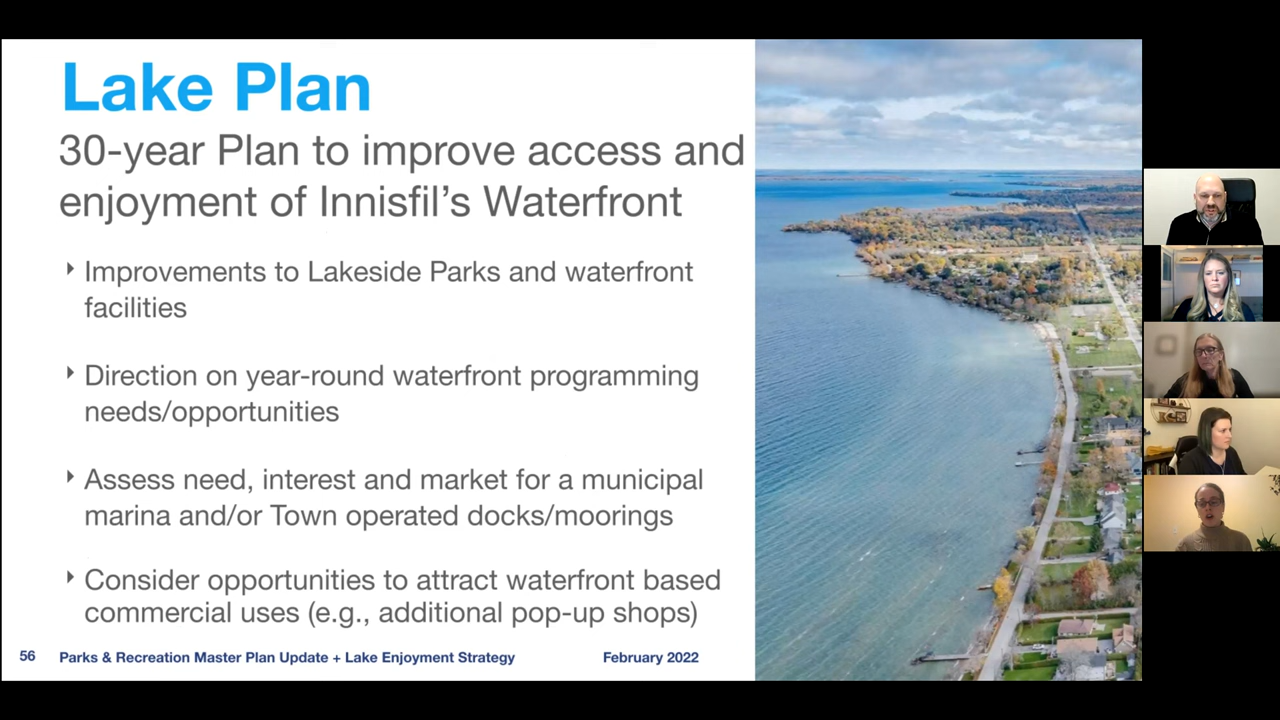 Lake Plan
30-year Plan to improve access and
enjoyment of Innisfil's Waterfront
‣ Improvements to Lakeside Parks and waterfront
facilities
‣ Direction on year-round waterfront programming
needs/opportunities
‣ Assess need, interest and market for a municipal
marina and/or Town operated docks/moorings
‣ Consider opportunities to attract waterfront based
commercial uses (e.g., additional pop-up shops)
56 Parks & Recreation Master Plan Update + Lake Enjoyment Strategy February 2022